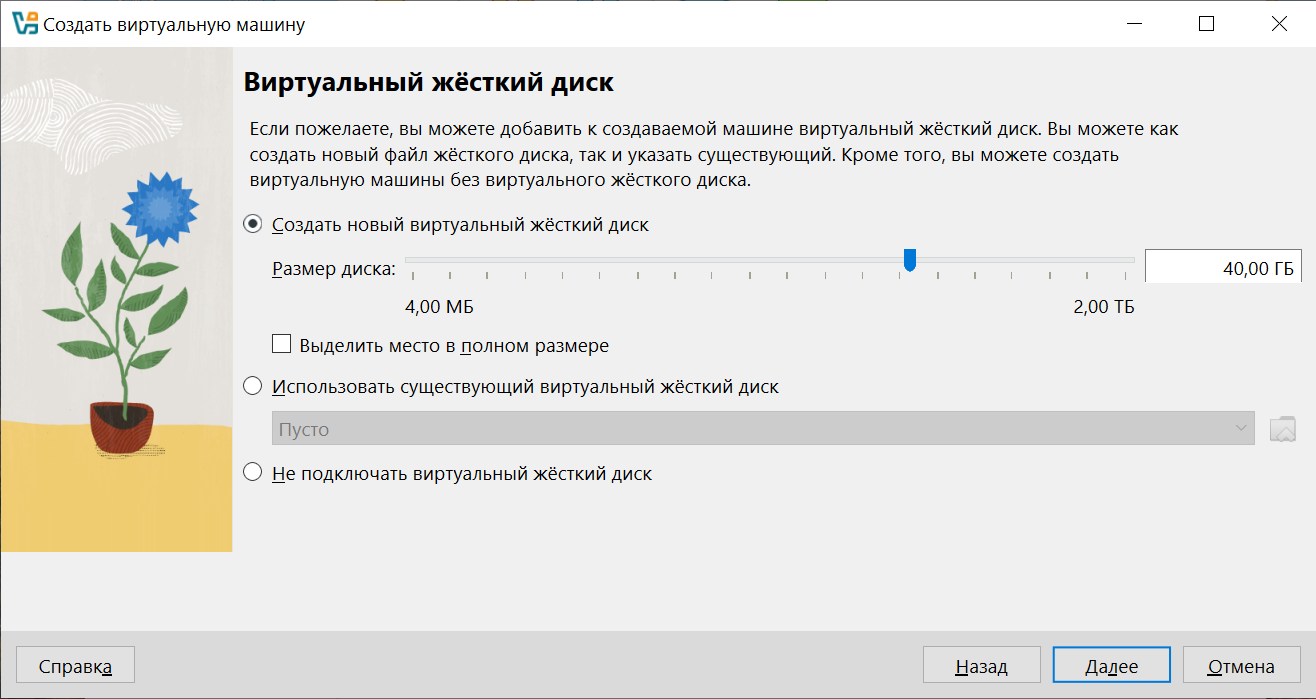 Создать виртуальную машину
Виртуальный жёсткий диск
Если пожелаете, вы можете добавить к создаваемой машине виртуальный жёсткий диск. Вы можете как
создать новый файл жёсткого диска, так и указать существующий. Кроме того, вы можете создать
виртуальную машины без виртуального жёсткого диска.
Создать новый виртуальный жёсткий диск
Размер диска:
40,00 ГБ
4,00 МБ
2,00 ТБ
Выделить место в полном размере
Использовать существующий виртуальный жёсткий диск
Пусто
Не подключать виртуальный жёсткий диск
Справка
Назад
Далее
Отмена